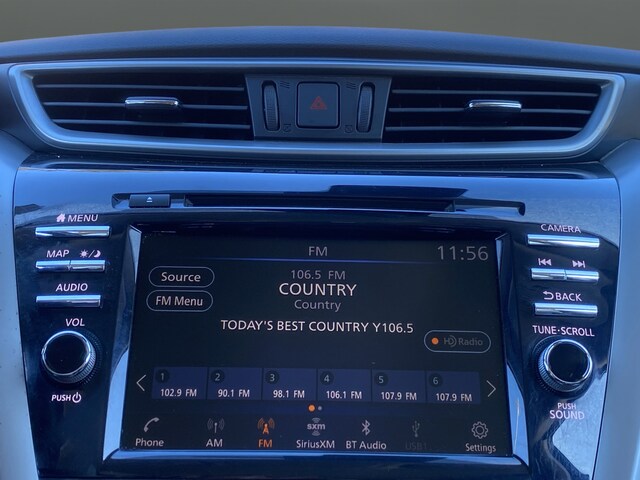 MENU
MAP
AUDIO
VOL
PUSH
CAMERA
BACK
TUNE·SCROLL
PUSH
SOUND
FM
11:56
Source
FM Menu
106.5 FM
COUNTRY
Country
TODAY'S BEST COUNTRY Y106.5
HD Radio
1 2 3 4 5 6
102.9 FM 90.1 FM 98.1 FM 106.1 FM 107.9 FM 107.9 FM
sxm
Phone AM FM SiriusXM BT Audio USB1 Settings